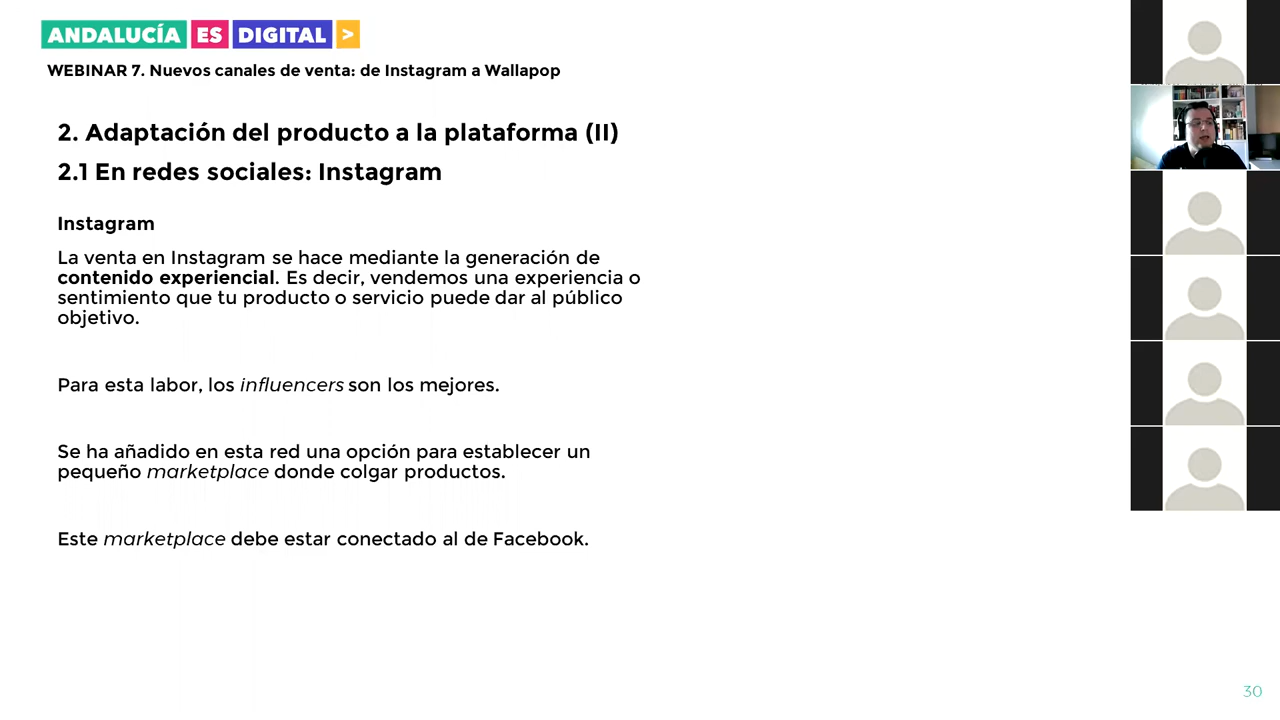 ANDALUCÍA ES DIGITAL >
WEBINAR 7. Nuevos canales de venta: de Instagram a Wallapop
2. Adaptación del producto a la plataforma (II)
2.1 En redes sociales: Instagram
Instagram
La venta en Instagram se hace mediante la generación de
contenido experiencial. Es decir, vendemos una experiencia o
sentimiento que tu producto o servicio puede dar al público
objetivo.
Para esta labor, los influencers son los mejores.
Se ha añadido en esta red una opción para establecer un
pequeño marketplace donde colgar productos.
Este marketplace debe estar conectado al de Facebook.
30